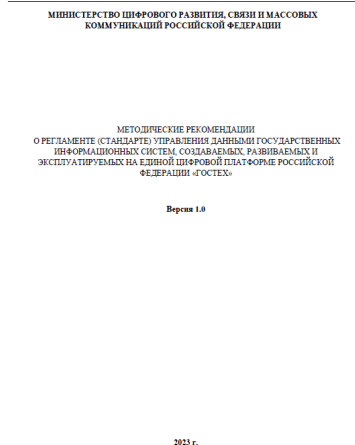 МИНИСТЕРСТВО ЦИФРОВОГО РАЗВИТИЯ, СВЯЗИ И МАССОВЫХ
КОММУНИКАЦИЙ РОССИЙСКОЙ ФЕДЕРАЦИИ
МЕТОДИЧЕСКИЕ РЕКОМЕНДАЦИИ
О РЕГЛАМЕНТЕ (СТАНДАРТЕ) УПРАВЛЕНИЯ ДАННЫМИ ГОСУДАРСТВЕННЫХ
ИНФОРМАЦИОННЫХ СИСТЕМ, СОЗДАВАЕМЫХ, РАЗВИВАЕМЫХ И
ЭКСПЛУАТИРУЕМЫХ НА ЕДИНОЙ ЦИФРОВОЙ ПЛАТФОРМЕ РОССИЙСКОЙ
ФЕДЕРАЦИИ «ГОСТЕХ»
Версия 1.0
2023 г.